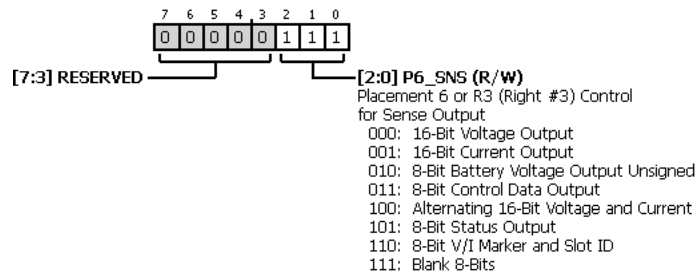 7 6 5 4 3 2 1 0
0 0 0 0 0 1 1 1
[7:3] RESERVED [2:0] P6_SNS (R/W)
Placement 6 or R3 (Right #3) Control
for Sense Output
000: 16-Bit Voltage Output
001: 16-Bit Current Output
010: 8-Bit Battery Voltage Output Unsigned
011: 8-Bit Control Data Output
100: Alternating 16-Bit Voltage and Current
101: 8-Bit Status Output
110: 8-Bit V/I Marker and Slot ID
111: Blank 8-Bits